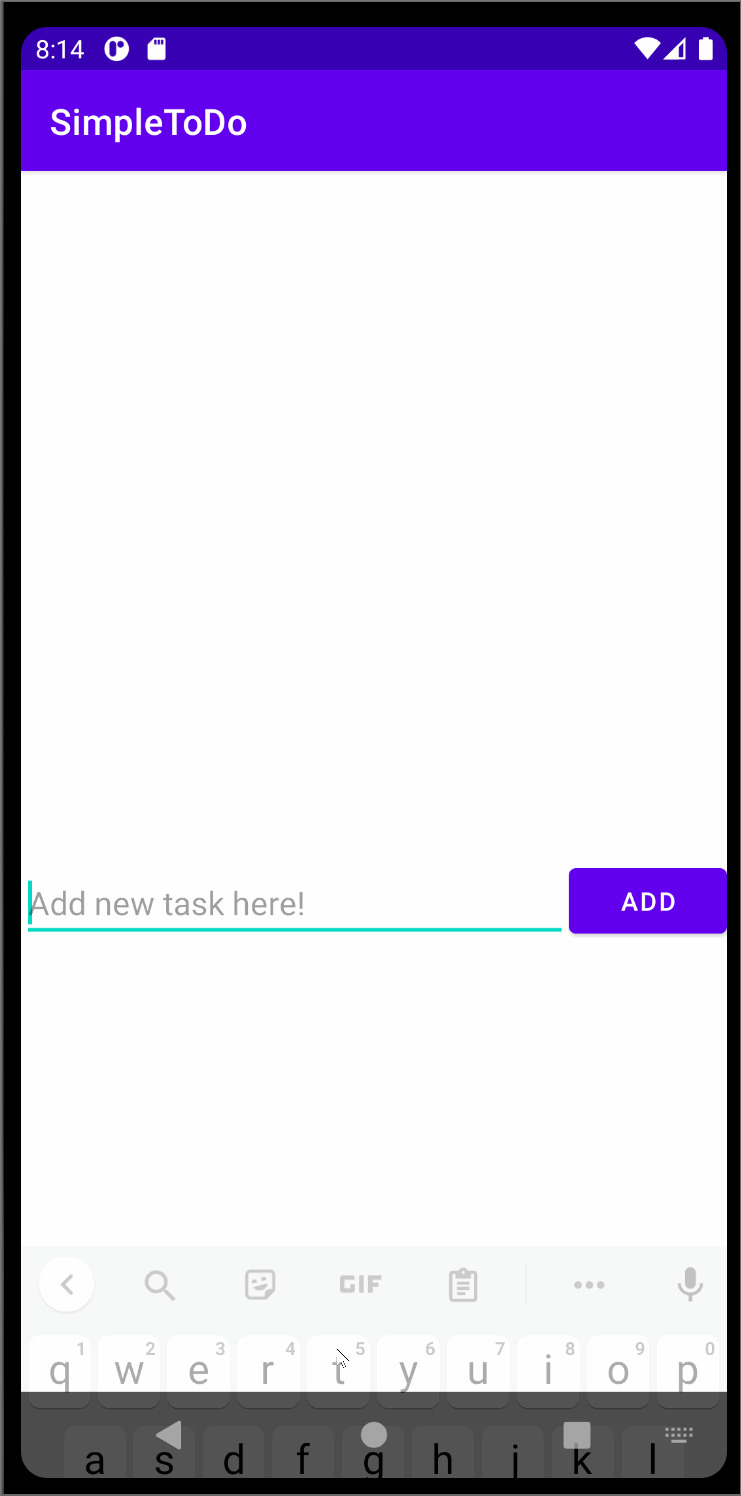 8:14
SimpleToDo
Add new task here!
ADD
GIF
1 2 3 4 5 6 7 8 9 0
q w e r t y u i o p
a s d f g h j k l